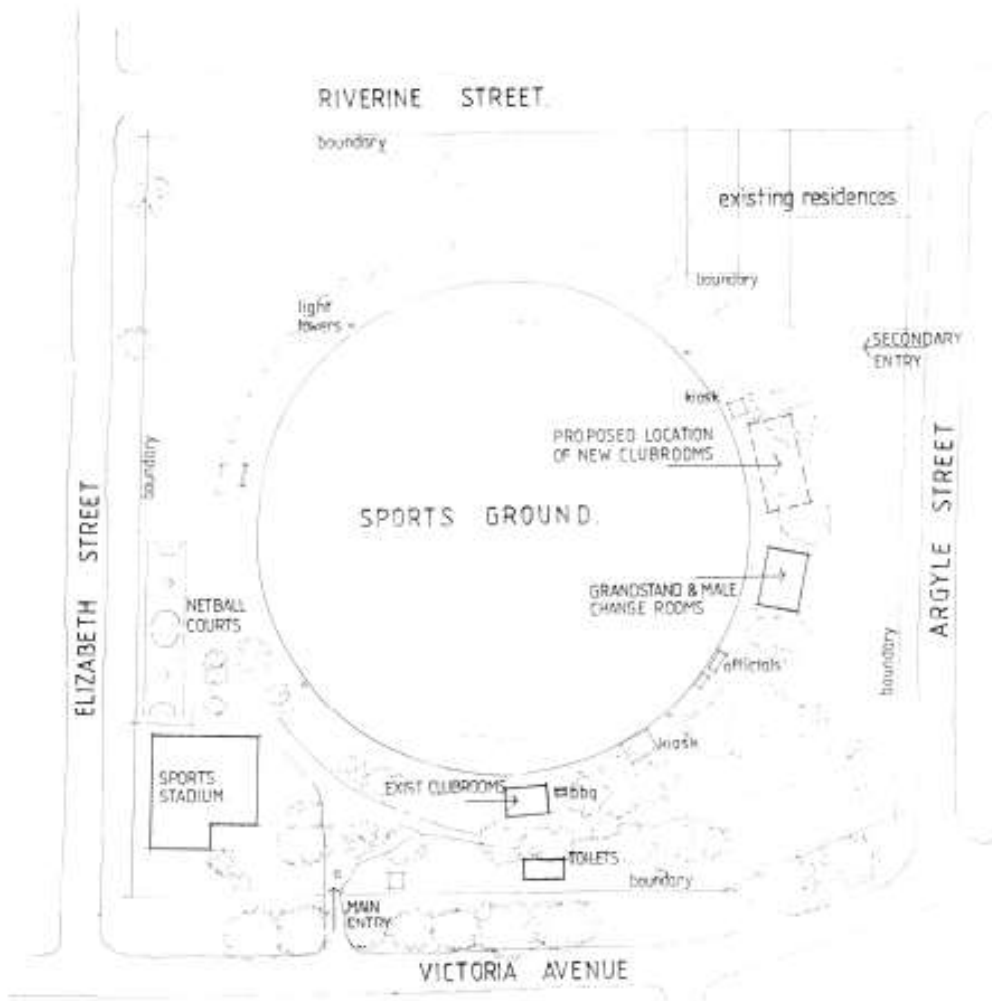 RIVERINE STREET.
boundary
existing residences
boundary
light
towers
SECONDARY
ENTRY
kiosk
PROPOSED LOCATION
OF NEW CLUBROOMS
boundary
SPORTS GROUND.
ELIZABETH STREET
ARGYLE STREET
GRANDSTAND & MALE
CHANGE ROOMS
NETBALL
COURTS
officials
boundary
kiosk
SPORTS
STADIUM
EXIST CLUBROOMS
bbq
TOILETS
boundary
MAIN
ENTRY
VICTORIA AVENUE